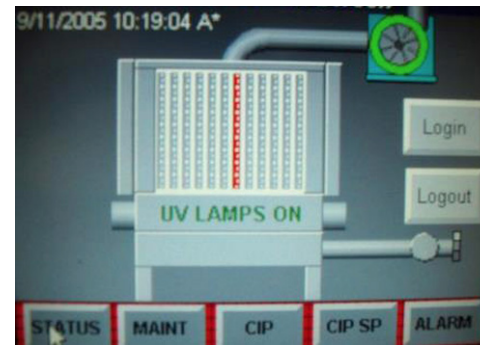 9/11/2005 10:19:04 A*
Login
Logout
UV LAMPS ON
STATUS
MAINT
CIP
CIP SP
ALARM